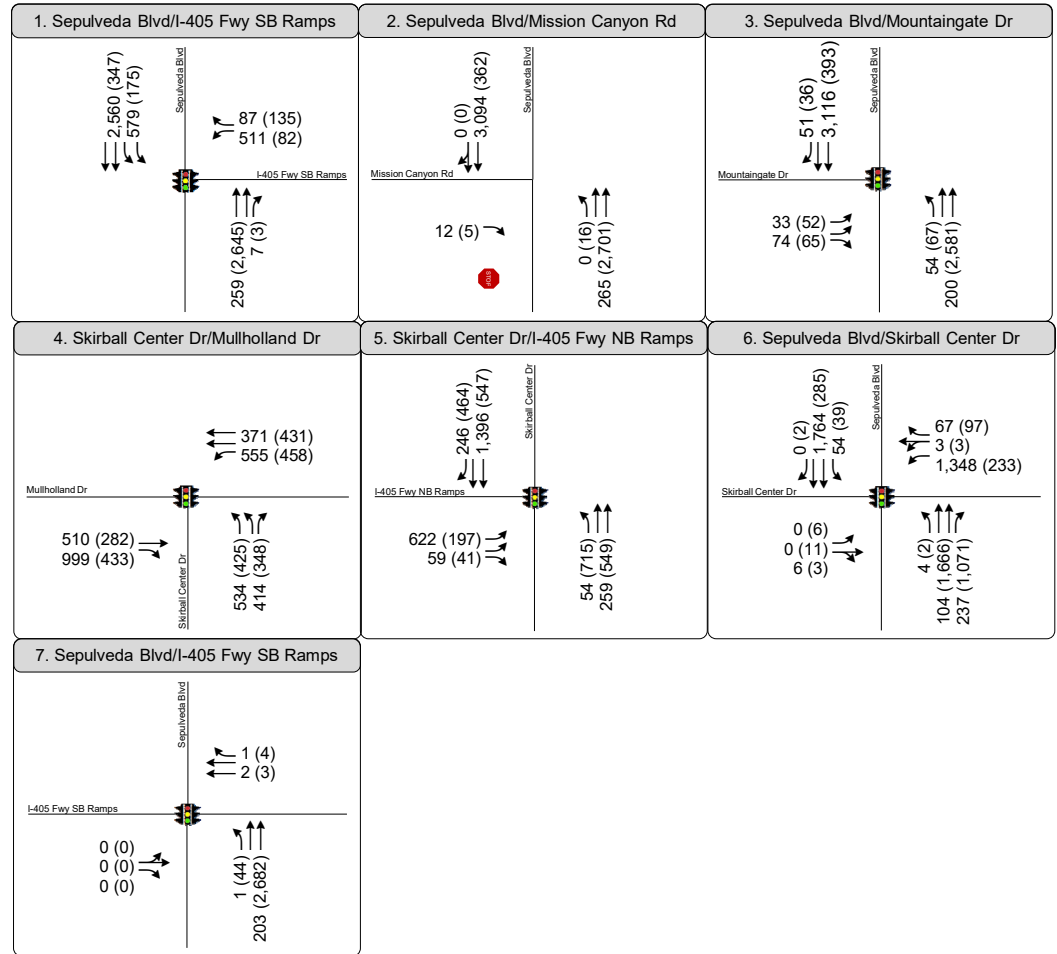 1. Sepulveda Blvd/I-405 Fwy SB Ramps
2,560 (347)
579 (175)
Sepulveda Blvd
87 (135)
511 (82)
I-405 Fwy SB Ramps
259 (2,645)
7 (3)
2. Sepulveda Blvd/Mission Canyon Rd
0 (0)
3,094 (362)
Sepulveda Blvd
Mission Canyon Rd
12 (5)
STOP
0 (16)
265 (2,701)
3. Sepulveda Blvd/Mountaingate Dr
51 (36)
3,116 (393)
Sepulveda Blvd
Mountaingate Dr
33 (52)
74 (65)
54 (67)
200 (2,581)
4. Skirball Center Dr/Mullholland Dr
371 (431)
555 (458)
Mullholland Dr
510 (282)
999 (433)
Skirball Center Dr
534 (425)
414 (348)
5. Skirball Center Dr/I-405 Fwy NB Ramps
246 (464)
1,396 (547)
Skirball Center Dr
I-405 Fwy NB Ramps
622 (197)
59 (41)
54 (715)
259 (549)
6. Sepulveda Blvd/Skirball Center Dr
0 (2)
1,764 (285)
54 (39)
Sepulveda Blvd
67 (97)
3 (3)
1,348 (233)
Skirball Center Dr
0 (6)
0 (11)
6 (3)
4 (2)
104 (1,666)
237 (1,071)
7. Sepulveda Blvd/I-405 Fwy SB Ramps
Sepulveda Blvd
1 (4)
2 (3)
I-405 Fwy SB Ramps
0 (0)
0 (0)
0 (0)
1 (44)
203 (2,682)